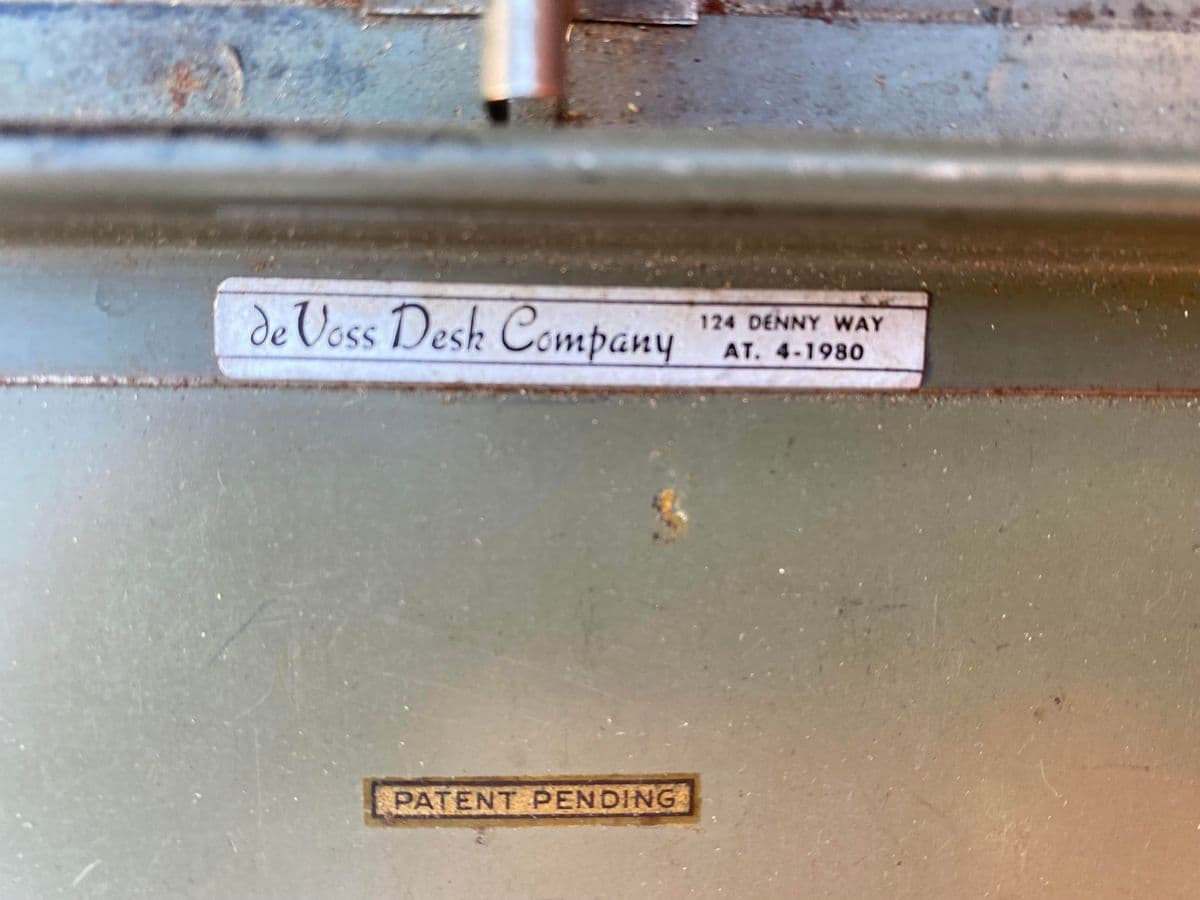 de Voss Desk Company
124 DENNY WAY
AT. 4-1980
PATENT PENDING